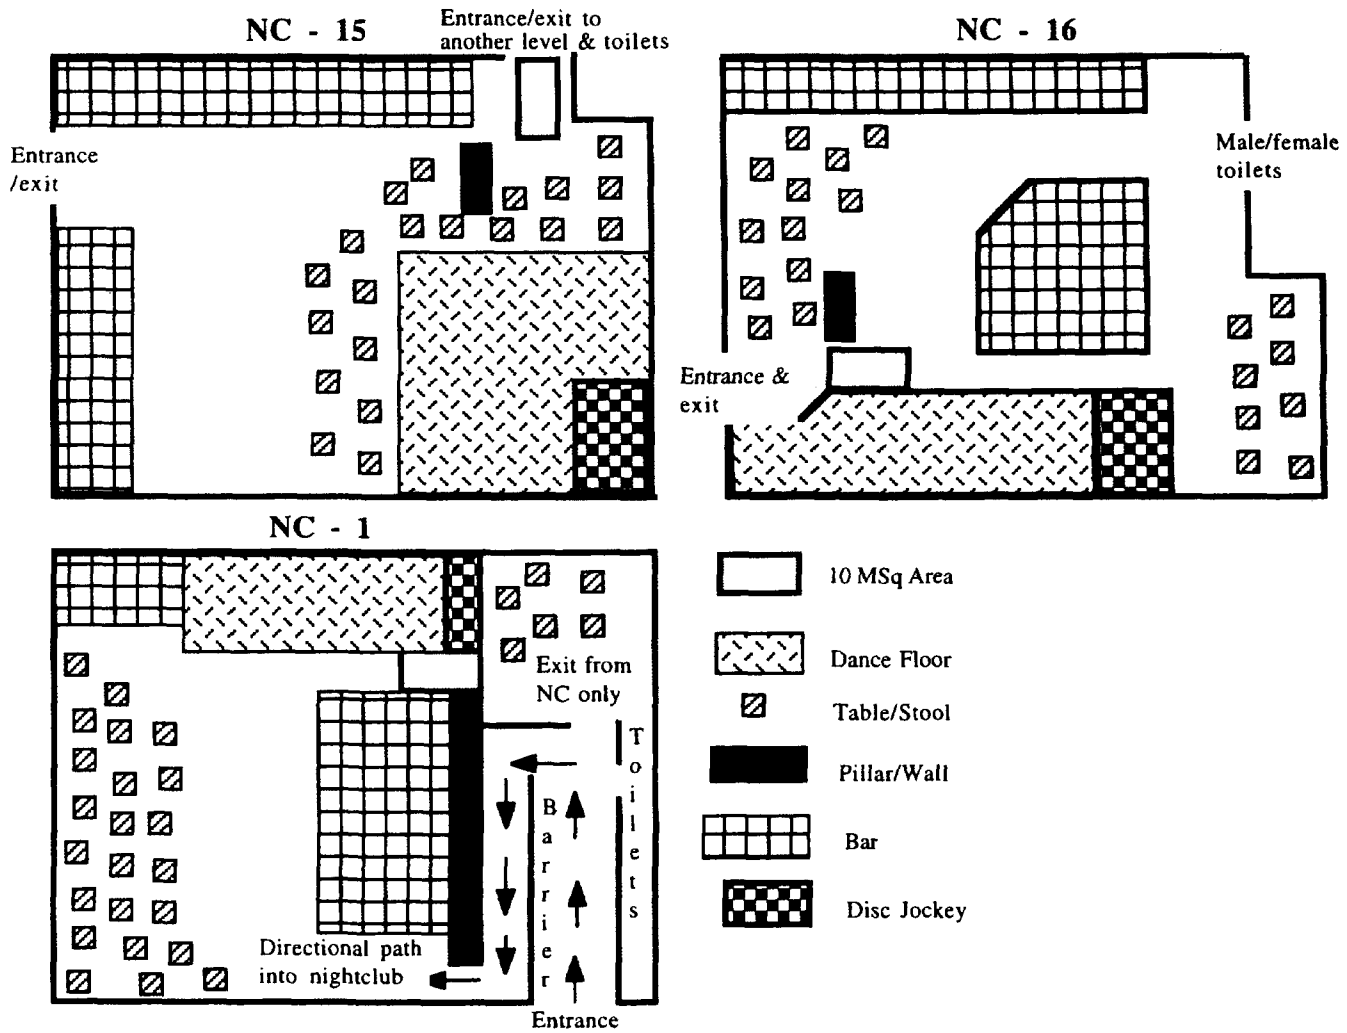 NC - 15
Entrance/exit to
another level & toilets
Entrance
/exit
NC - 16
Male/female
toilets
Entrance &
exit
NC - 1
Exit from
NC only
Toilets
Barrier
Directional path
into nightclub
Entrance
10 MSq Area
Dance Floor
Table/Stool
Pillar/Wall
Bar
Disc Jockey